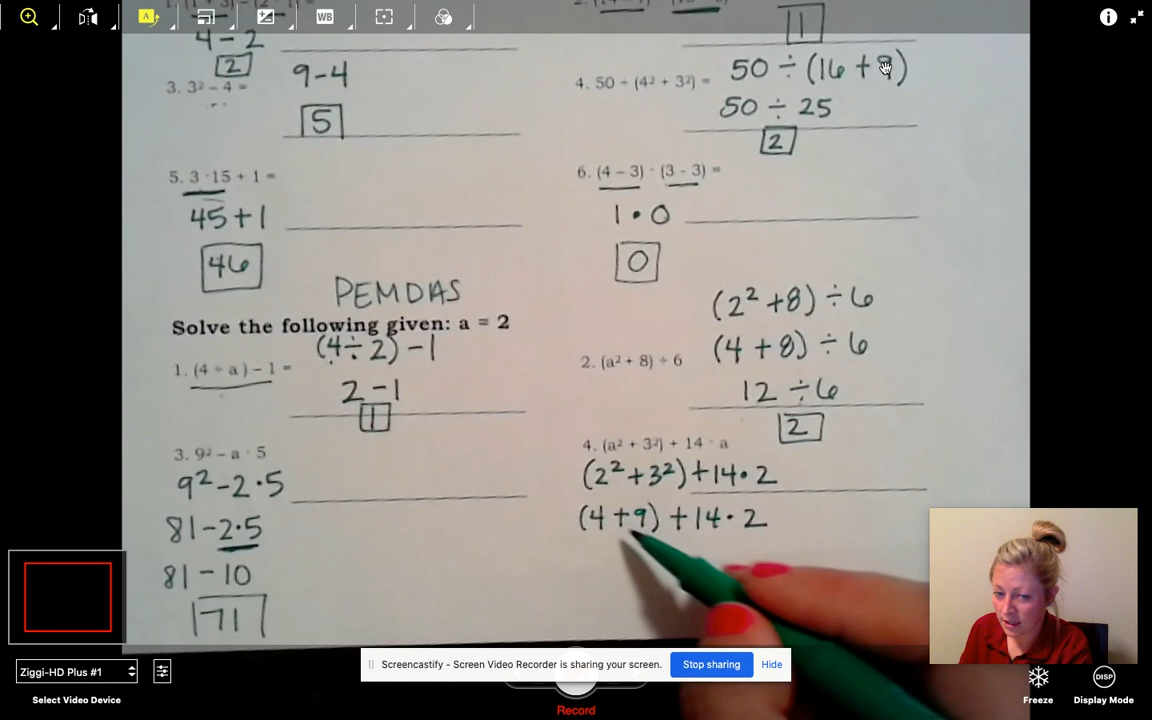 4 - 2
2
3. 3² - 4 =
9 - 4
5
1
4. 50 ÷ (4² + 3²) =
50 ÷ (16 + 9)
50 ÷ 25
2
5. 3 · 15 + 1 =
45 + 1
46
6. (4 - 3) · (3 - 3) =
1 • 0
0
PEMDAS
Solve the following given: a = 2
1. (4 ÷ a) - 1 =
(4 ÷ 2) - 1
2 - 1
1
2. (a² + 8) ÷ 6
(2² + 8) ÷ 6
(4 + 8) ÷ 6
12 ÷ 6
2
3. 9² - a · 5
9² - 2 • 5
81 - 2 • 5
81 - 10
71
4. (a² + 3²) + 14 · a
(2² + 3²) + 14 • 2
(4 + 9) + 14 • 2
WB
Ziggi-HD Plus #1
Select Video Device
Screencastify - Screen Video Recorder is sharing your screen.
Stop sharing
Hide
Record
Freeze
DISP
Display Mode